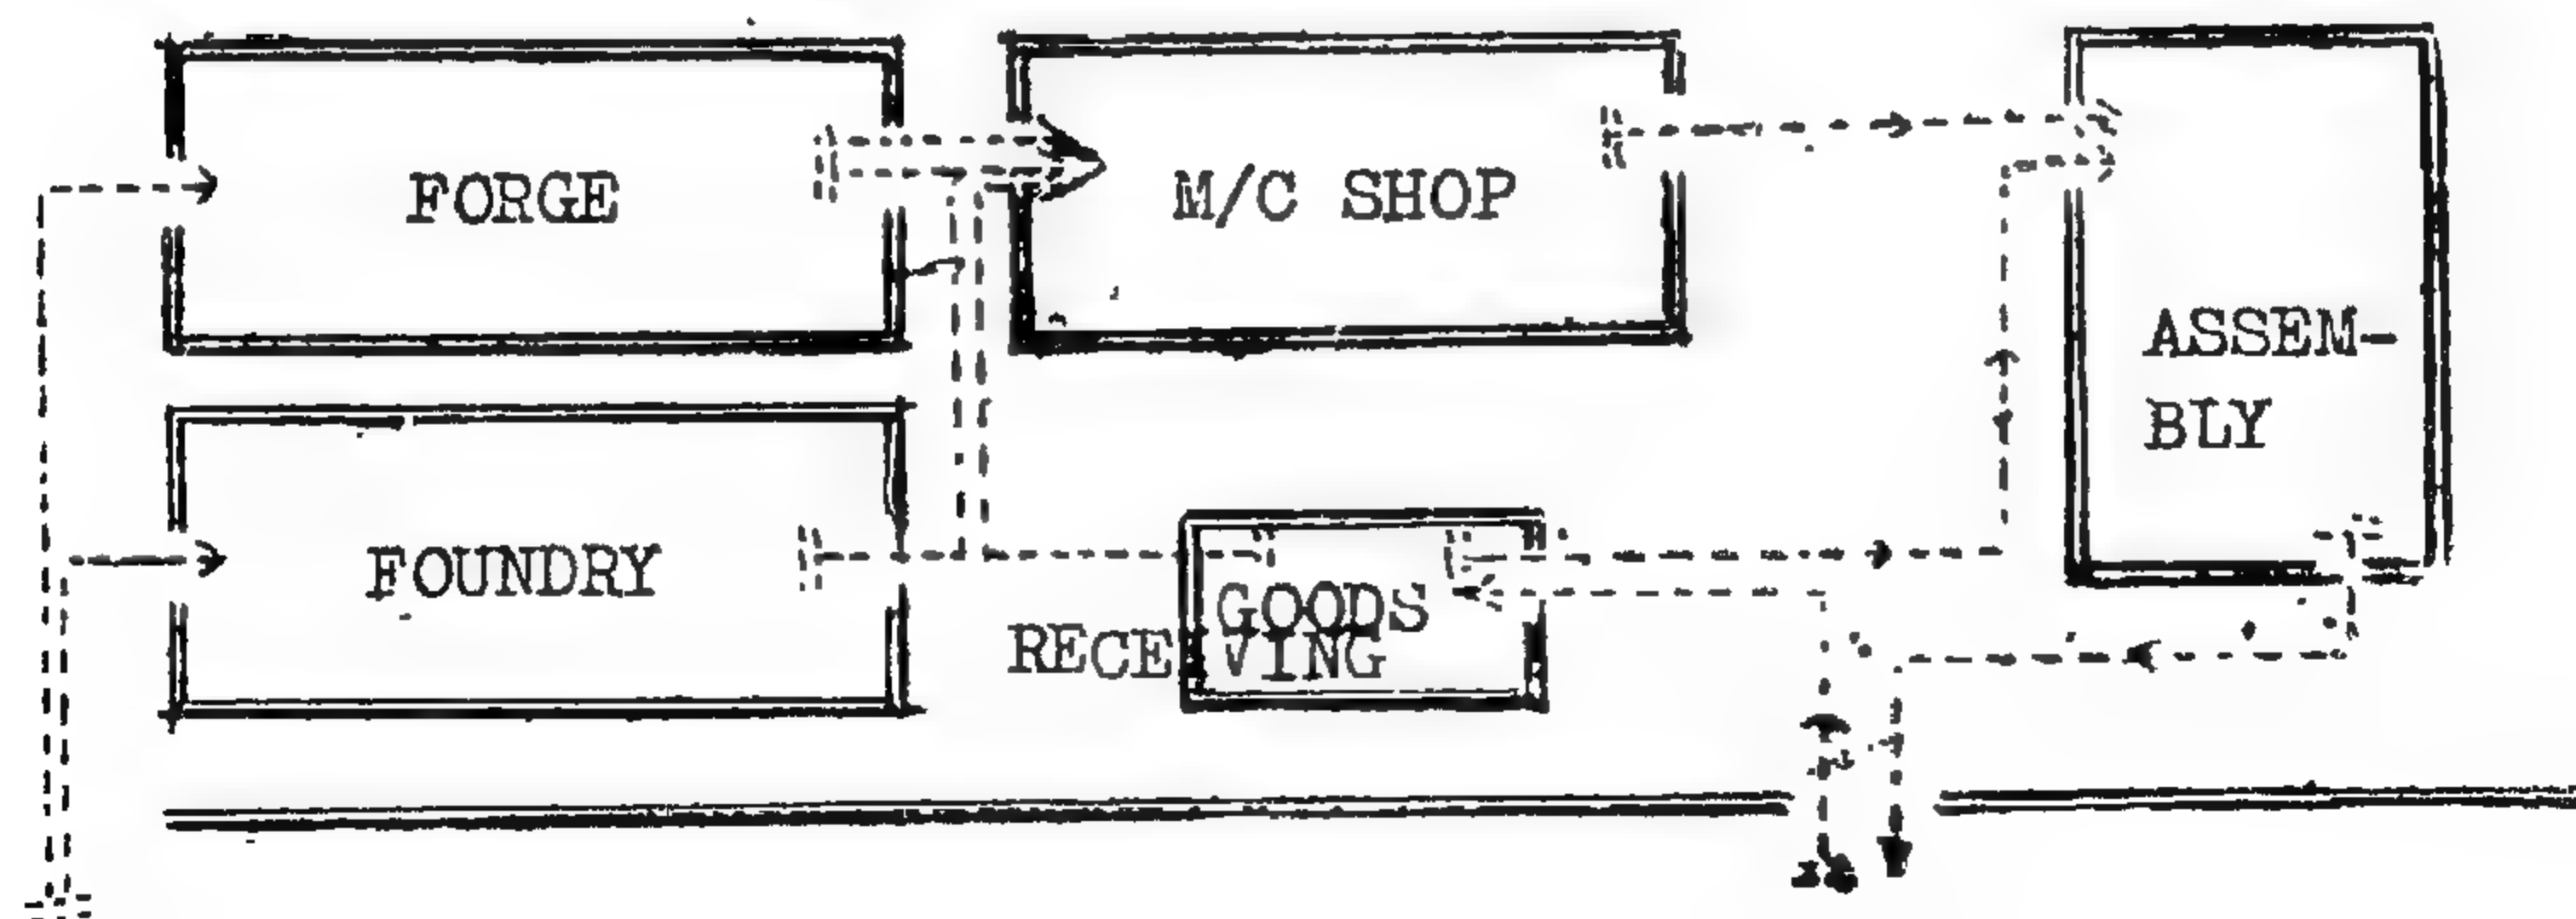 FORGE
M/C SHOP
ASSEM-
BLY
FOUNDRY
GOODS
RECEIVING